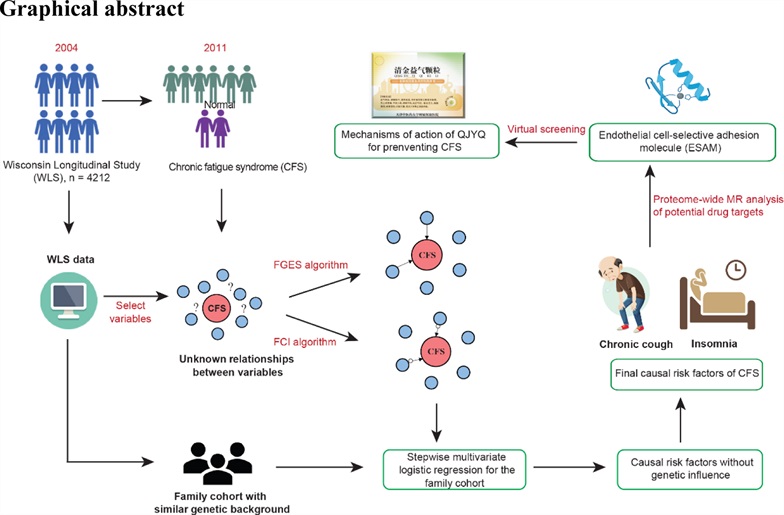 Graphical abstract
2004
2011
Normal
Wisconsin Longitudinal Study
(WLS), n = 4212
Chronic fatigue syndrome (CFS)
清金益气颗粒
Mechanisms of action of QJYQ
for prenventing CFS
Virtual screening
Endothelial cell-selective adhesion
molecule (ESAM)
Proteome-wide MR analysis
of potential drug targets
WLS data
Select
variables
?
?
?
?
CFS
Unknown relationships
between variables
FGES algorithm
FCI algorithm
CFS
CFS
Chronic cough
Insomnia
Final causal risk factors of CFS
Family cohort with
similar genetic background
Stepwise multivariate
logistic regression for the
family cohort
Causal risk factors without
genetic influence